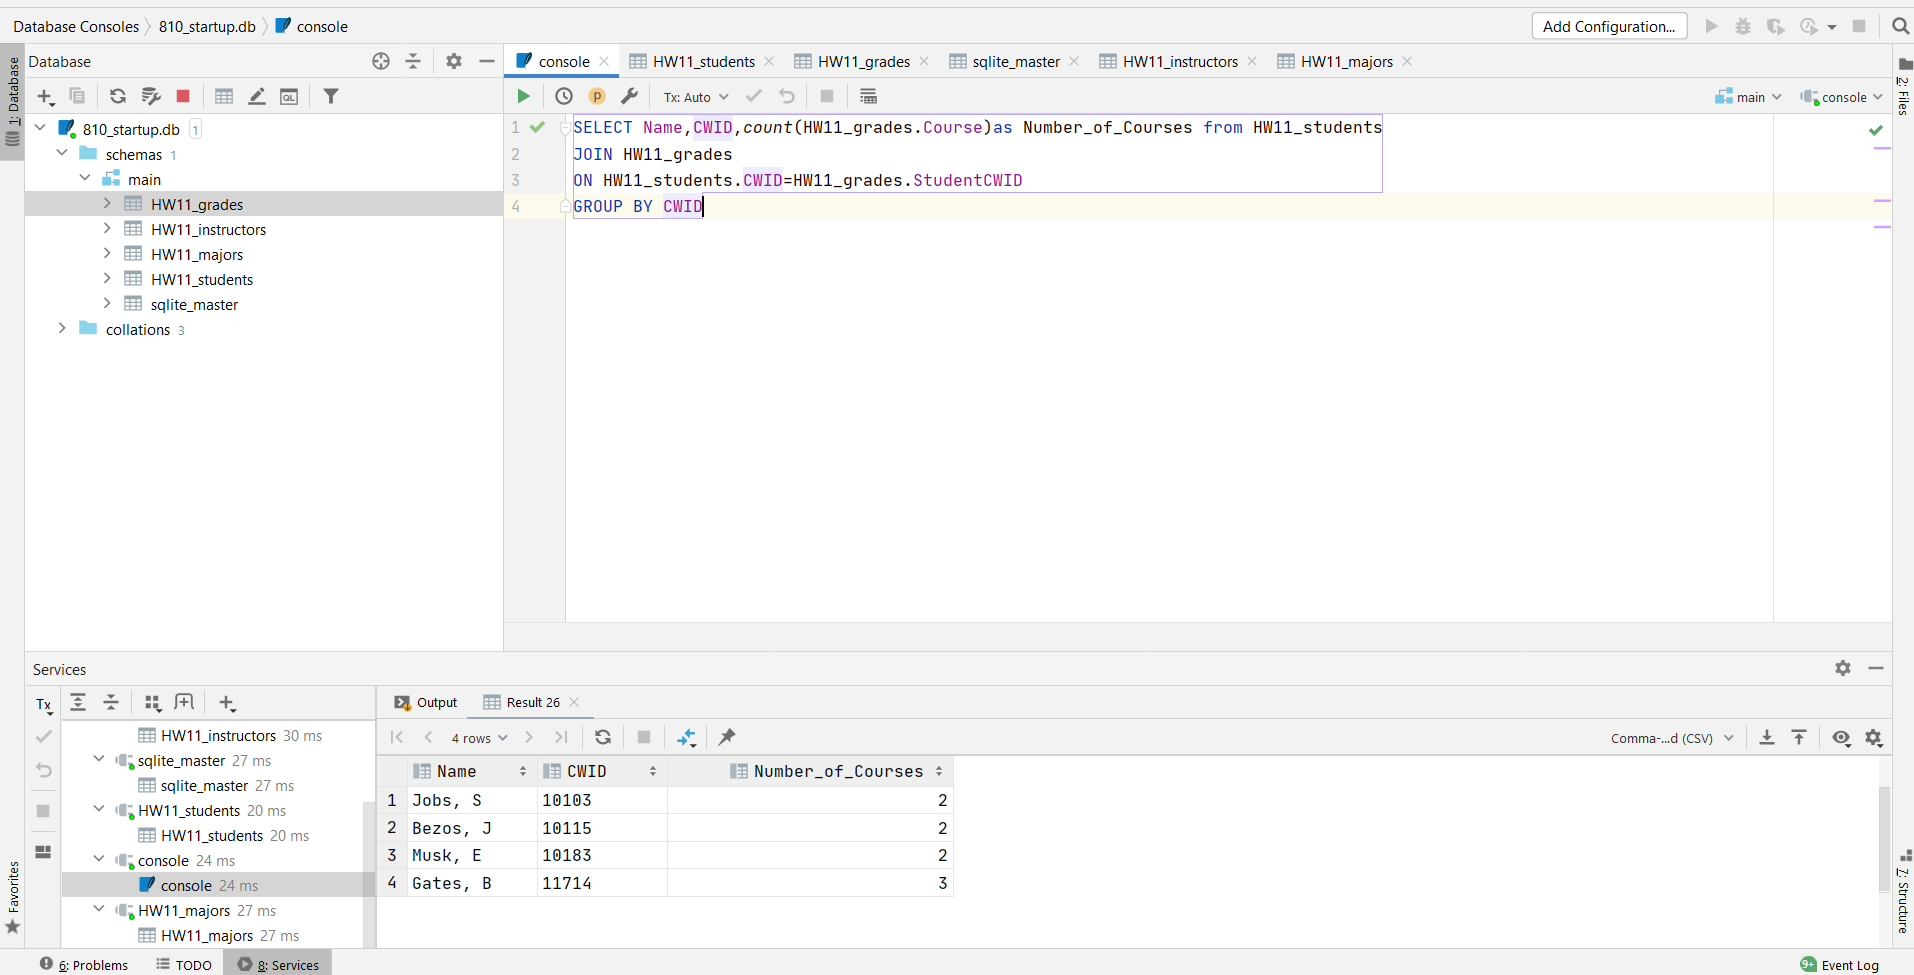 Database Consoles 810_startup.db console Add Configuration...
1: Database
Database
console HW11_students HW11_grades sqlite_master HW11_instructors HW11_majors
2: Files
QL
p Tx: Auto main console
810_startup.db 1
schemas 1
main
HW11_grades
HW11_instructors
HW11_majors
HW11_students
sqlite_master
collations 3
1 SELECT Name,CWID,count(HW11_grades.Course)as Number_of_Courses from HW11_students
2 JOIN HW11_grades
3 ON HW11_students.CWID=HW11_grades.StudentCWID
4 GROUP BY CWID
Services
Tx
HW11_instructors 30 ms
sqlite_master 27 ms
sqlite_master 27 ms
HW11_students 20 ms
HW11_students 20 ms
console 24 ms
console 24 ms
HW11_majors 27 ms
HW11_majors 27 ms
Output Result 26
4 rows Comma-...d (CSV)
Name CWID Number_of_Courses
1 Jobs, S 10103 2
2 Bezos, J 10115 2
3 Musk, E 10183 2
4 Gates, B 11714 3
Favorites
7: Structure
6: Problems TODO 8: Services 9+ Event Log